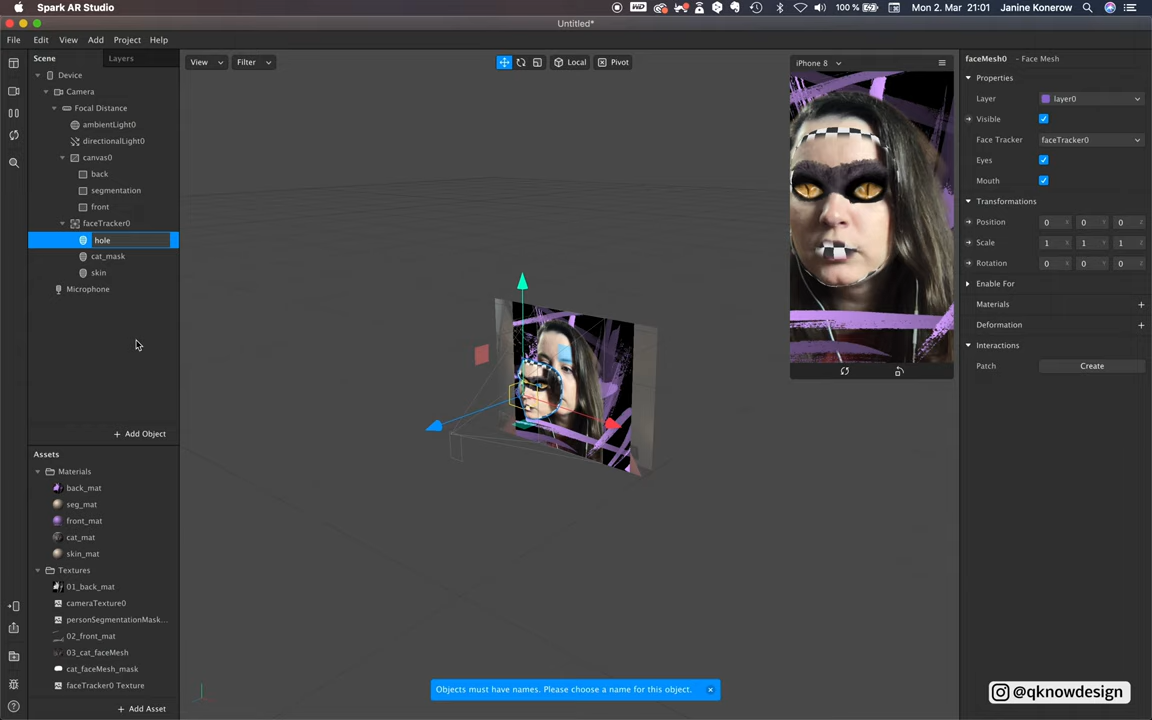 Spark AR Studio
100 %
Mon 2. Mar 21:01
Janine Konerow
Untitled*
File Edit View Add Project Help
Scene
Layers
View
Filter
Local
Pivot
iPhone 8
faceMesh0 – Face Mesh
Device
Camera
Focal Distance
ambientLight0
directionalLight0
canvas0
back
segmentation
front
faceTracker0
hole
cat_mask
skin
Microphone
+ Add Object
Properties
Layer
layer0
Visible
Face Tracker
faceTracker0
Eyes
Mouth
Transformations
Position
0 X 0 Y 0 Z
Scale
1 X 1 Y 1 Z
Rotation
0 X 0 Y 0 Z
Enable For
Materials
Deformation
Interactions
Patch
Create
Assets
Materials
back_mat
seg_mat
front_mat
cat_mat
skin_mat
Textures
01_back_mat
cameraTexture0
personSegmentationMask...
02_front_mat
03_cat_faceMesh
cat_faceMesh_mask
faceTracker0 Texture
+ Add Asset
Objects must have names. Please choose a name for this object.
@qknowdesign